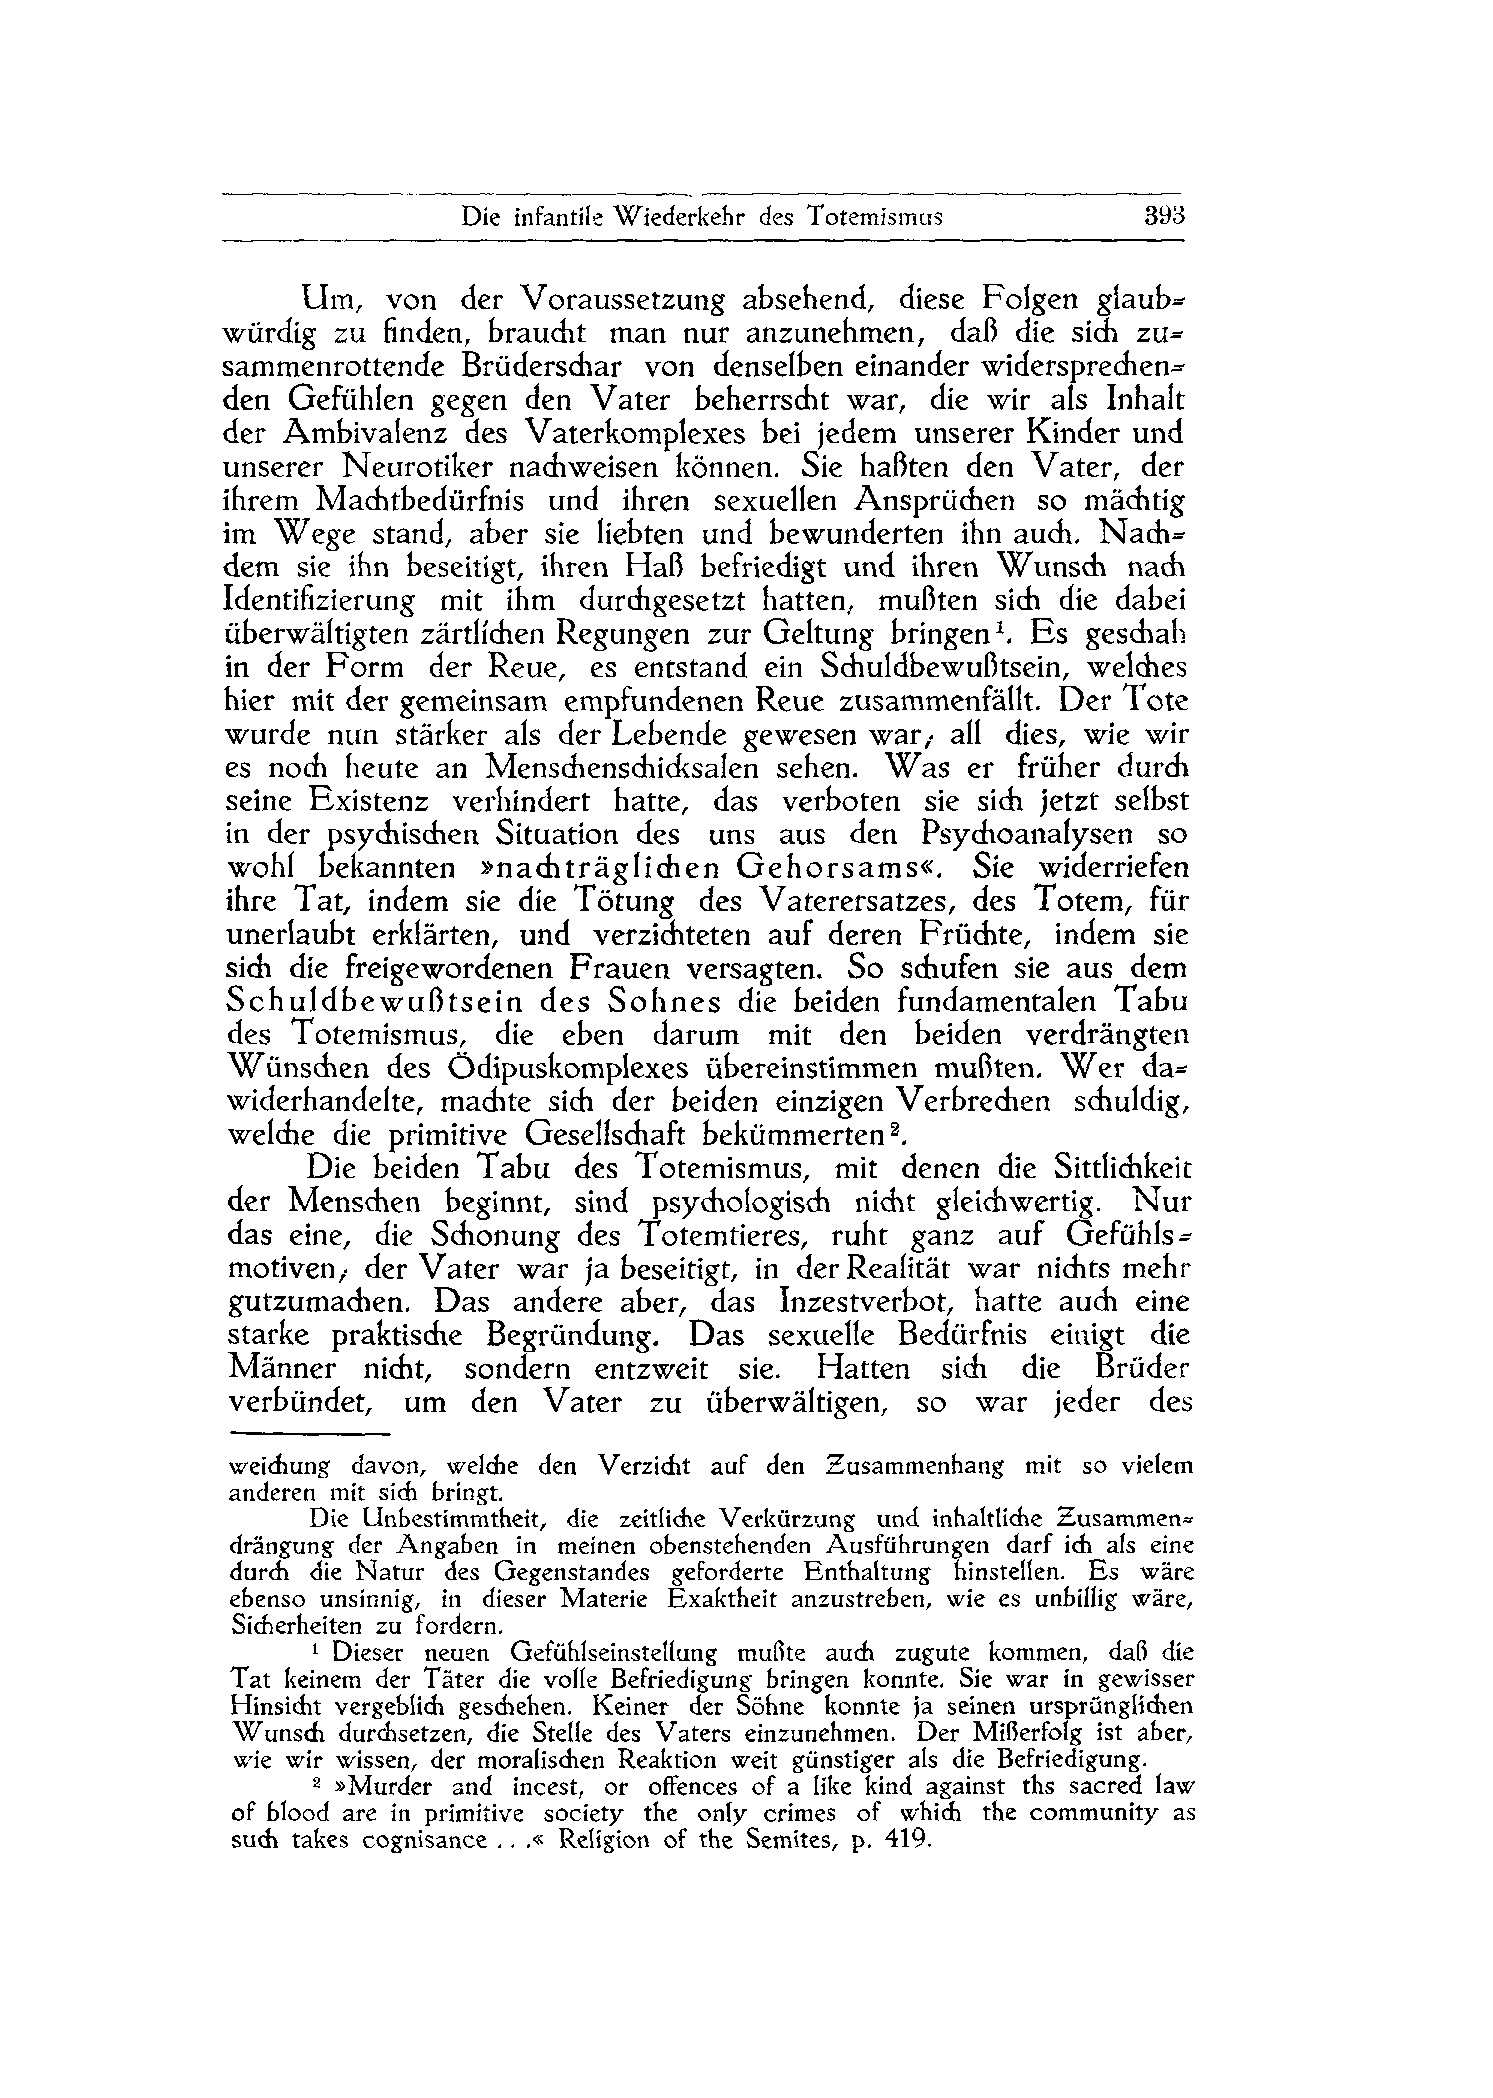 Die infantile Wiederkehr des Totemismus 393
Um, von der Voraussetzung absehend, diese Folgen glaub-
würdig zu finden, braucht man nur anzunehmen, daß die sich zu-
sammenrottende Brüderschar von denselben einander widersprechen-
den Gefühlen gegen den Vater beherrscht war, die wir als Inhalt
der Ambivalenz des Vaterkomplexes bei jedem unserer Kinder und
unserer Neurotiker nachweisen können. Sie haßten den Vater, der
ihrem Machtbedürfnis und ihren sexuellen Ansprüchen so mächtig
im Wege stand, aber sie liebten und bewunderten ihn auch. Nach-
dem sie ihn beseitigt, ihren Haß befriedigt und ihren Wunsch nach
Identifizierung mit ihm durchgesetzt hatten, mußten sich die dabei
überwältigten zärtlichen Regungen zur Geltung bringen¹. Es geschah
in der Form der Reue, es entstand ein Schuldbewußtsein, welches
hier mit der gemeinsam empfundenen Reue zusammenfällt. Der Tote
wurde nun stärker als der Lebende gewesen war; all dies, wie wir
es noch heute an Menschenschicksalen sehen. Was er früher durch
seine Existenz verhindert hatte, das verboten sie sich jetzt selbst
in der psychischen Situation des uns aus den Psychoanalysen so
wohl bekannten »nachträglichen Gehorsams«. Sie widerriefen
ihre Tat, indem sie die Tötung des Vaterersatzes, des Totem, für
unerlaubt erklärten, und verzichteten auf deren Früchte, indem sie
sich die freigewordenen Frauen versagten. So schufen sie aus dem
Schuldbewußtsein des Sohnes die beiden fundamentalen Tabu
des Totemismus, die eben darum mit den beiden verdrängten
Wünschen des Ödipuskomplexes übereinstimmen mußten. Wer da-
widerhandelte, machte sich der beiden einzigen Verbrechen schuldig,
welche die primitive Gesellschaft bekümmerten².
Die beiden Tabu des Totemismus, mit denen die Sittlichkeit
der Menschen beginnt, sind psychologisch nicht gleichwertig. Nur
das eine, die Schonung des Totemtieres, ruht ganz auf Gefühls-
motiven; der Vater war ja beseitigt, in der Realität war nichts mehr
gutzumachen. Das andere aber, das Inzestverbot, hatte auch eine
starke praktische Begründung. Das sexuelle Bedürfnis einigt die
Männer nicht, sondern entzweit sie. Hatten sich die Brüder
verbündet, um den Vater zu überwältigen, so war jeder des
weichung davon, welche den Verzicht auf den Zusammenhang mit so vielem
anderen mit sich bringt.
Die Unbestimmtheit, die zeitliche Verkürzung und inhaltliche Zusammen-
drängung der Angaben in meinen obenstehenden Ausführungen darf ich als eine
durch die Natur des Gegenstandes geforderte Enthaltung hinstellen. Es wäre
ebenso unsinnig, in dieser Materie Exaktheit anzustreben, wie es unbillig wäre,
Sicherheiten zu fordern.
¹ Dieser neuen Gefühlseinstellung mußte auch zugute kommen, daß die
Tat keinem der Täter die volle Befriedigung bringen konnte. Sie war in gewisser
Hinsicht vergeblich geschehen. Keiner der Söhne konnte ja seinen ursprünglichen
Wunsch durchsetzen, die Stelle des Vaters einzunehmen. Der Mißerfolg ist aber,
wie wir wissen, der moralischen Reaktion weit günstiger als die Befriedigung.
² »Murder and incest, or offences of a like kind against ths sacred law
of blood are in primitive society the only crimes of which the community as
such takes cognisance . . .« Religion of the Semites, p. 419.